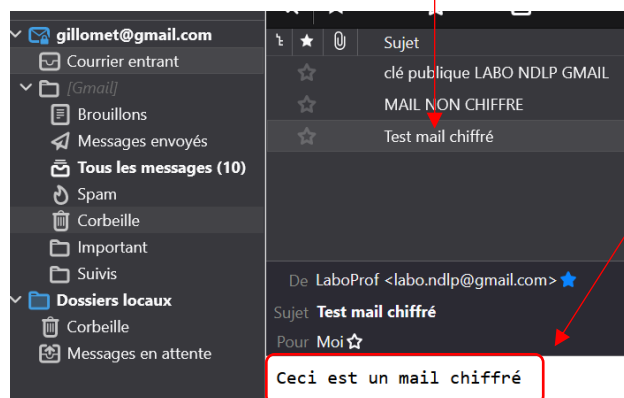 gillomet@gmail.com
Courrier entrant
[Gmail]
Brouillons
Messages envoyés
Tous les messages (10)
Spam
Corbeille
Important
Suivis
Dossiers locaux
Corbeille
Messages en attente
Sujet
clé publique LABO NDLP GMAIL
MAIL NON CHIFFRE
Test mail chiffré
De LaboProf <labo.ndlp@gmail.com>
Sujet Test mail chiffré
Pour Moi
Ceci est un mail chiffré